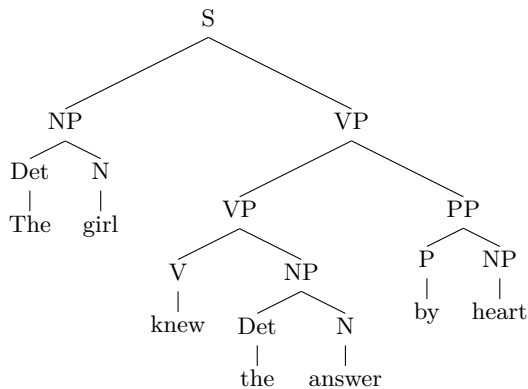 S
NP VP
Det N VP PP
The girl V NP P NP
knew Det N by heart
the answer